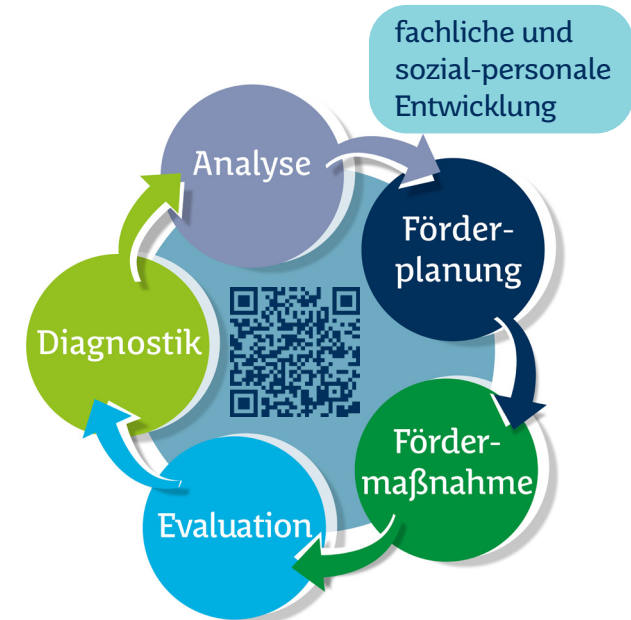 fachliche und
sozial-personale
Entwicklung
Analyse
Förder-
planung
Förder-
maßnahme
Evaluation
Diagnostik